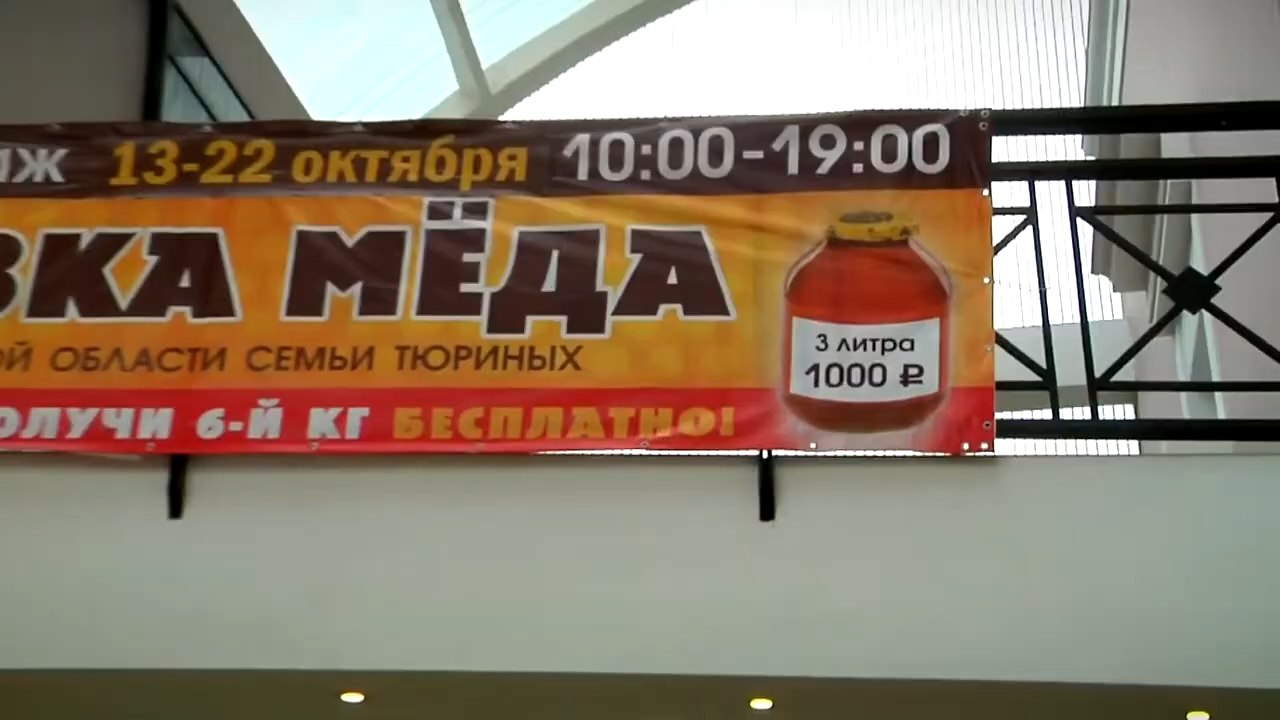 аж 13-22 октября 10:00-19:00
ВКА МЁДА
ОЙ ОБЛАСТИ СЕМЬИ ТЮРИНЫХ
ОЛУЧИ 6-Й КГ БЕСПЛАТНО!
3 литра
1000 ₽